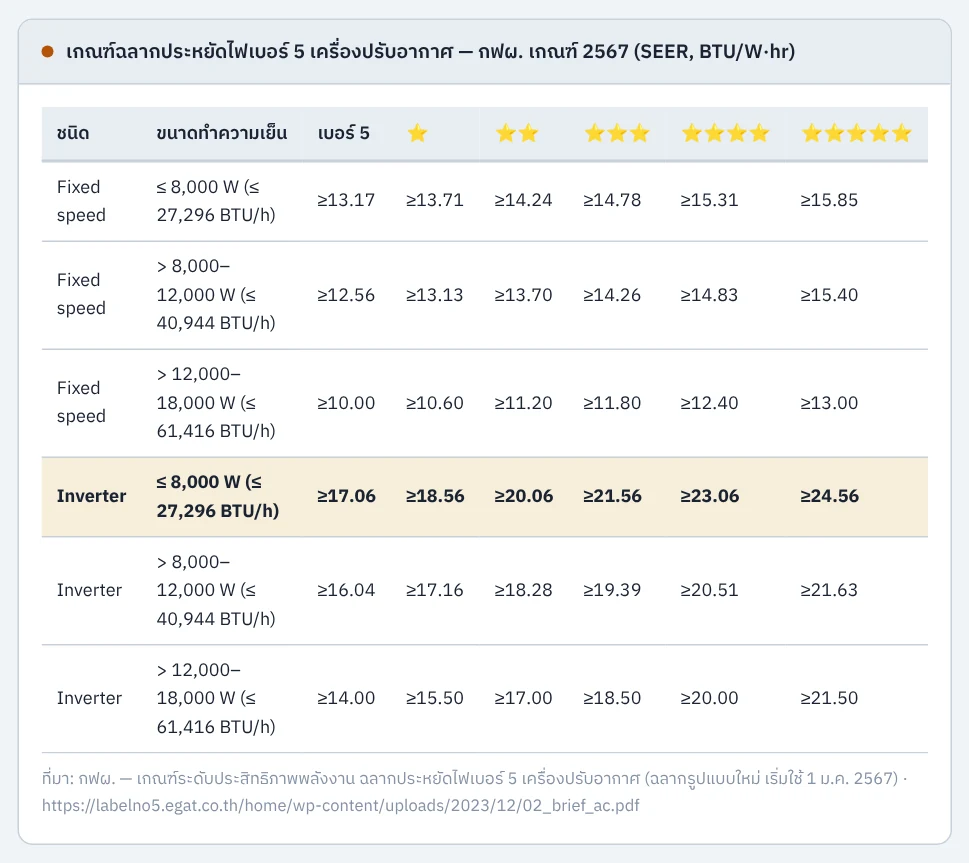 เกณฑ์ฉลากประหยัดไฟเบอร์ 5 เครื่องปรับอากาศ — กฟผ. เกณฑ์ 2567 (SEER, BTU/W·hr)
ชนิด ขนาดทำความเย็น เบอร์ 5 ⭐ ⭐⭐ ⭐⭐⭐ ⭐⭐⭐⭐ ⭐⭐⭐⭐⭐
Fixed speed ≤ 8,000 W (≤ 27,296 BTU/h) ≥13.17 ≥13.71 ≥14.24 ≥14.78 ≥15.31 ≥15.85
Fixed speed > 8,000–12,000 W (≤ 40,944 BTU/h) ≥12.56 ≥13.13 ≥13.70 ≥14.26 ≥14.83 ≥15.40
Fixed speed > 12,000–18,000 W (≤ 61,416 BTU/h) ≥10.00 ≥10.60 ≥11.20 ≥11.80 ≥12.40 ≥13.00
Inverter ≤ 8,000 W (≤ 27,296 BTU/h) ≥17.06 ≥18.56 ≥20.06 ≥21.56 ≥23.06 ≥24.56
Inverter > 8,000–12,000 W (≤ 40,944 BTU/h) ≥16.04 ≥17.16 ≥18.28 ≥19.39 ≥20.51 ≥21.63
Inverter > 12,000–18,000 W (≤ 61,416 BTU/h) ≥14.00 ≥15.50 ≥17.00 ≥18.50 ≥20.00 ≥21.50
ที่มา: กฟผ. — เกณฑ์ระดับประสิทธิภาพพลังงาน ฉลากประหยัดไฟเบอร์ 5 เครื่องปรับอากาศ (ฉลากรูปแบบใหม่ เริ่มใช้ 1 ม.ค. 2567) ·
https://labelno5.egat.co.th/home/wp-content/uploads/2023/12/02_brief_ac.pdf